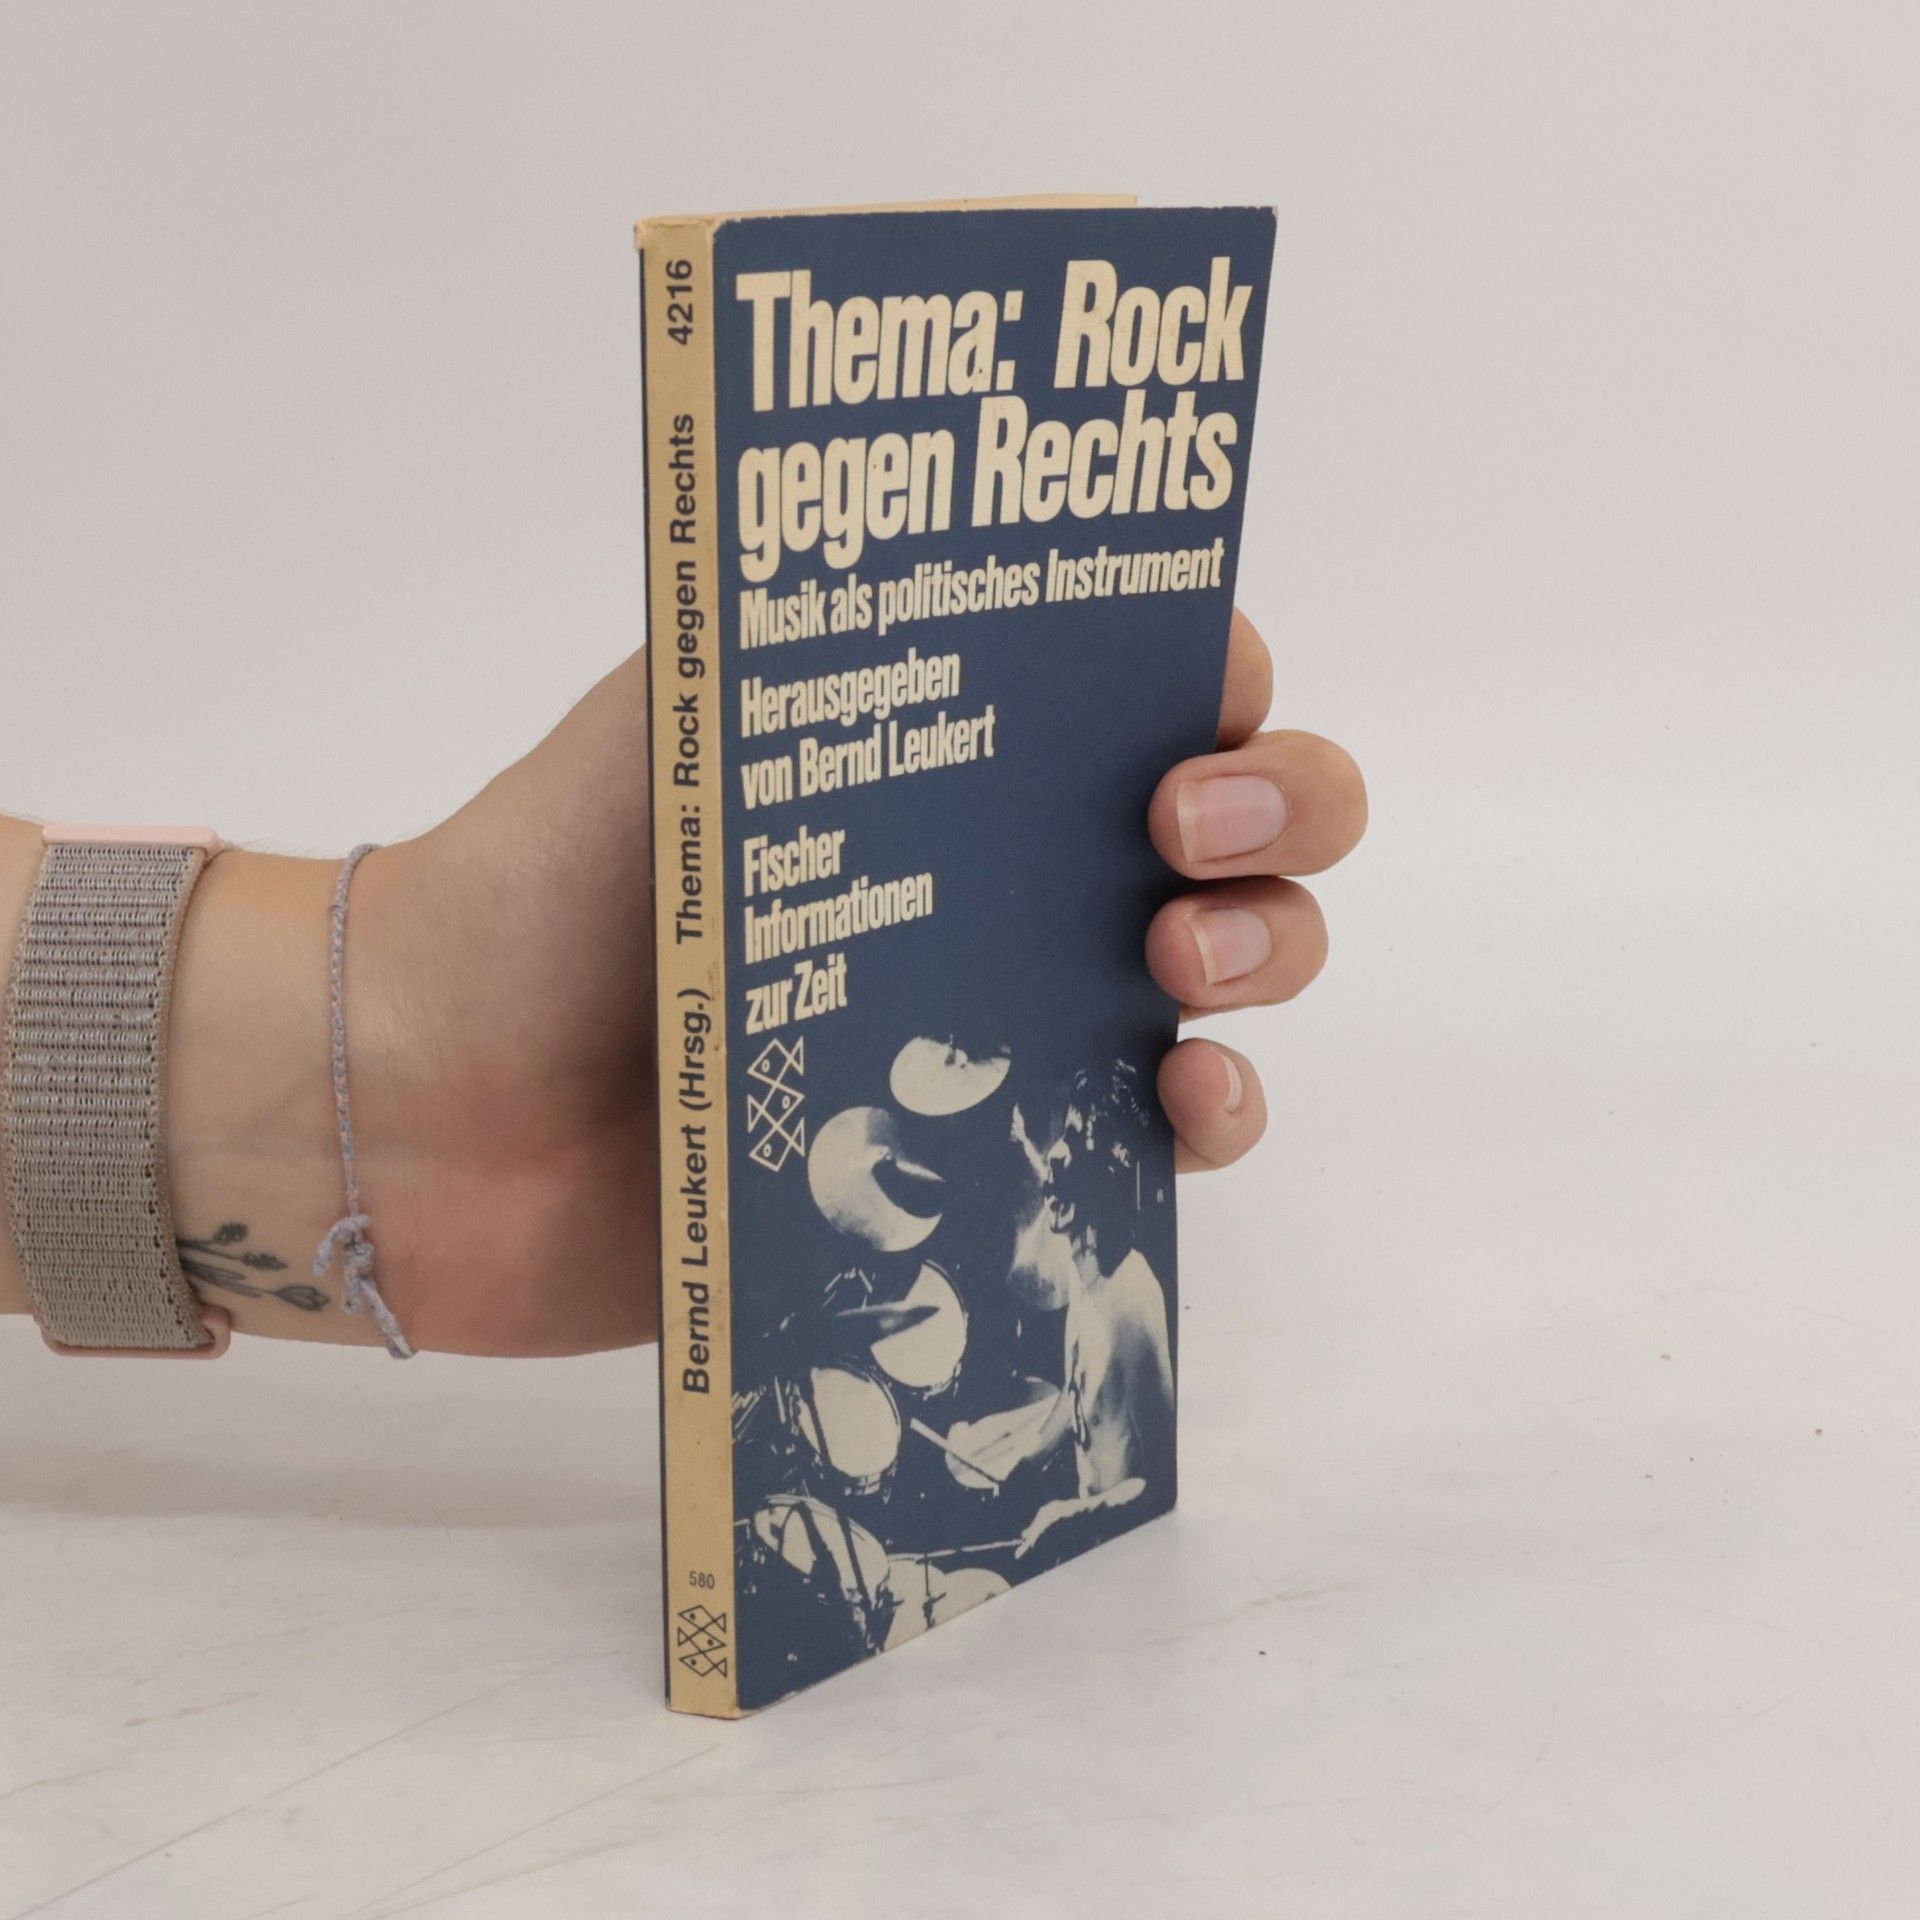 Thema: Rock
gegen Rechts
Musik als politisches Instrument
Herausgegeben
von Bernd Leukert
Fischer
Informationen
zur Zeit
Bernd Leukert (Hrsg.) Thema: Rock gegen Rechts 4216
580